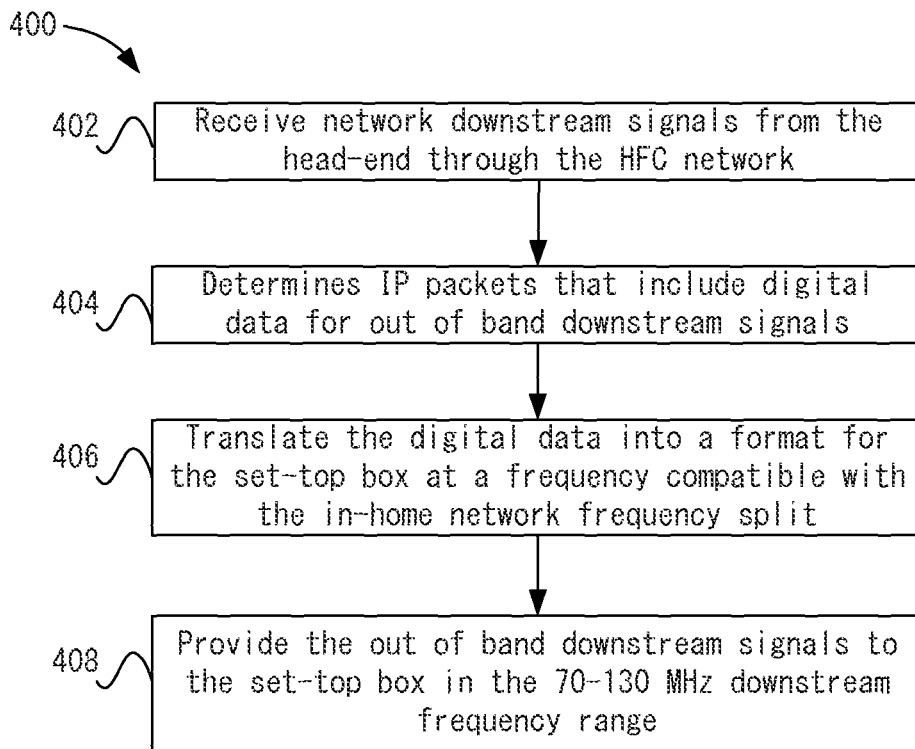 400
402
Receive network downstream signals from the
head-end through the HFC network
404
Determines IP packets that include digital
data for out of band downstream signals
406
Translate the digital data into a format for
the set-top box at a frequency compatible with
the in-home network frequency split
408
Provide the out of band downstream signals to
the set-top box in the 70-130 MHz downstream
frequency range